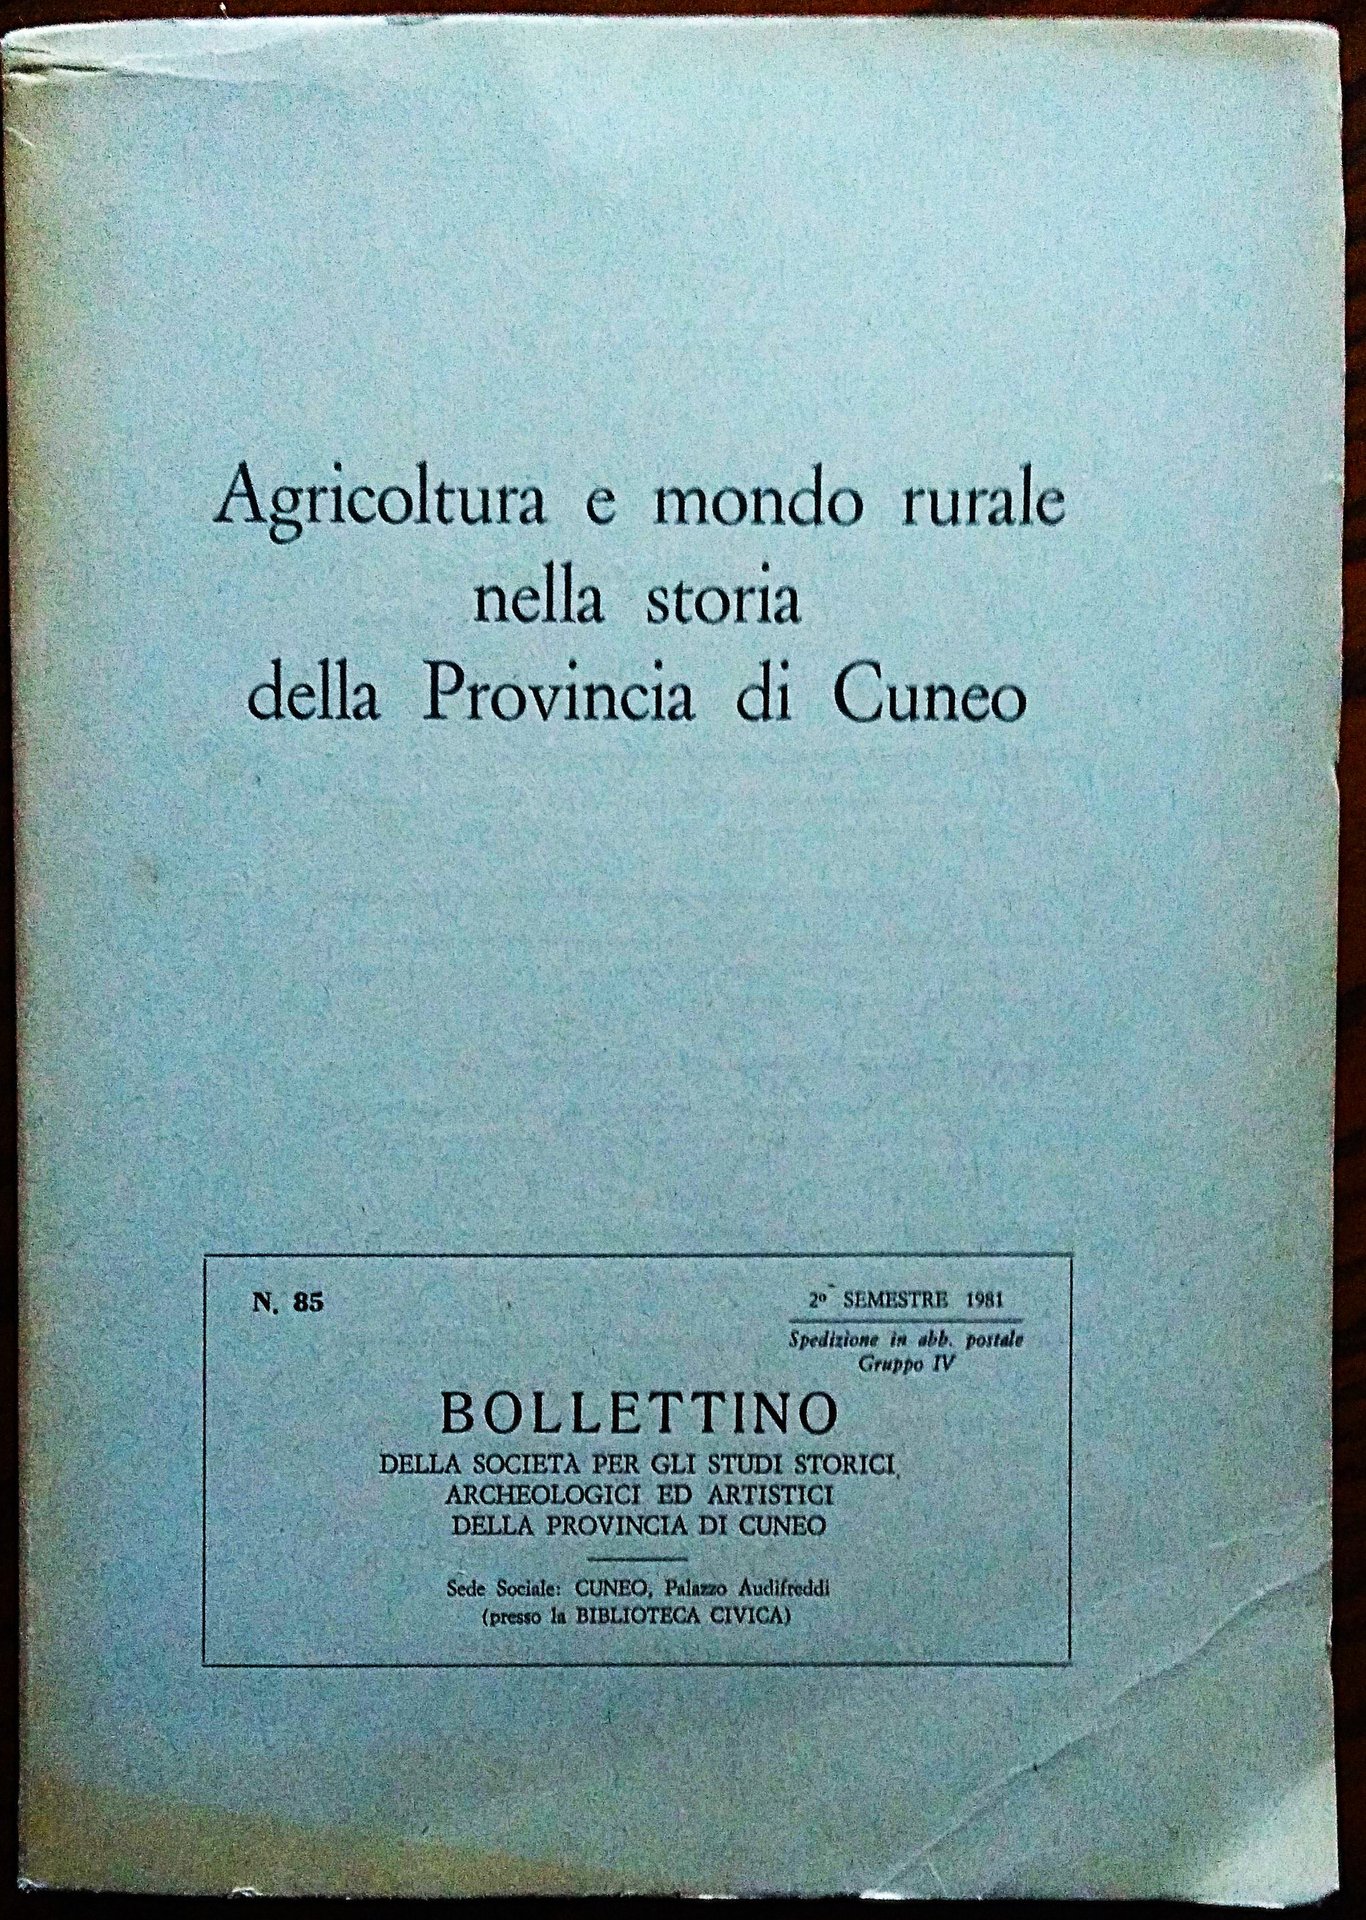 Agricoltura e mondo rurale
nella storia
della Provincia di Cuneo
N. 85
2º SEMESTRE 1981
Spedizione in abb. postale
Gruppo IV
BOLLETTINO
DELLA SOCIETÀ PER GLI STUDI STORICI,
ARCHEOLOGICI ED ARTISTICI
DELLA PROVINCIA DI CUNEO
Sede Sociale: CUNEO, Palazzo Audifreddi
(presso la BIBLIOTECA CIVICA)